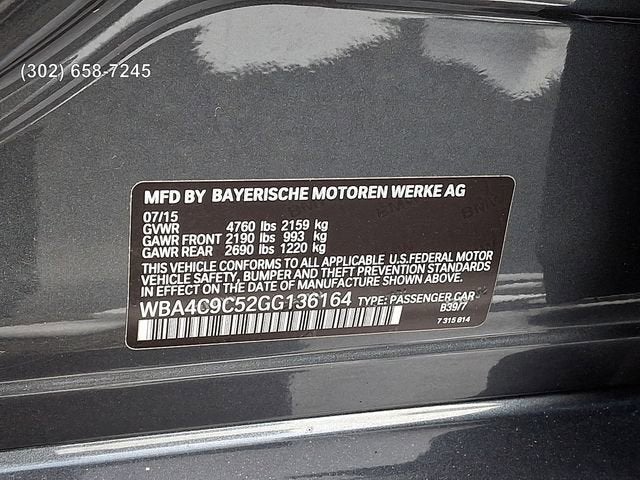 (302) 658-7245
MFD BY BAYERISCHE MOTOREN WERKE AG
07/15
GVWR 4760 lbs 2159 kg
GAWR FRONT 2190 lbs 993 kg
GAWR REAR 2690 lbs 1220 kg
THIS VEHICLE CONFORMS TO ALL APPLICABLE U.S.FEDERAL MOTOR
VEHICLE SAFETY, BUMPER AND THEFT PREVENTION STANDARDS
IN EFFECT ON THE DATE OF MANUFACTURE SHOWN ABOVE.
WBA4C9C52GG136164 TYPE: PASSENGER CAR
B39/7
7 315 814